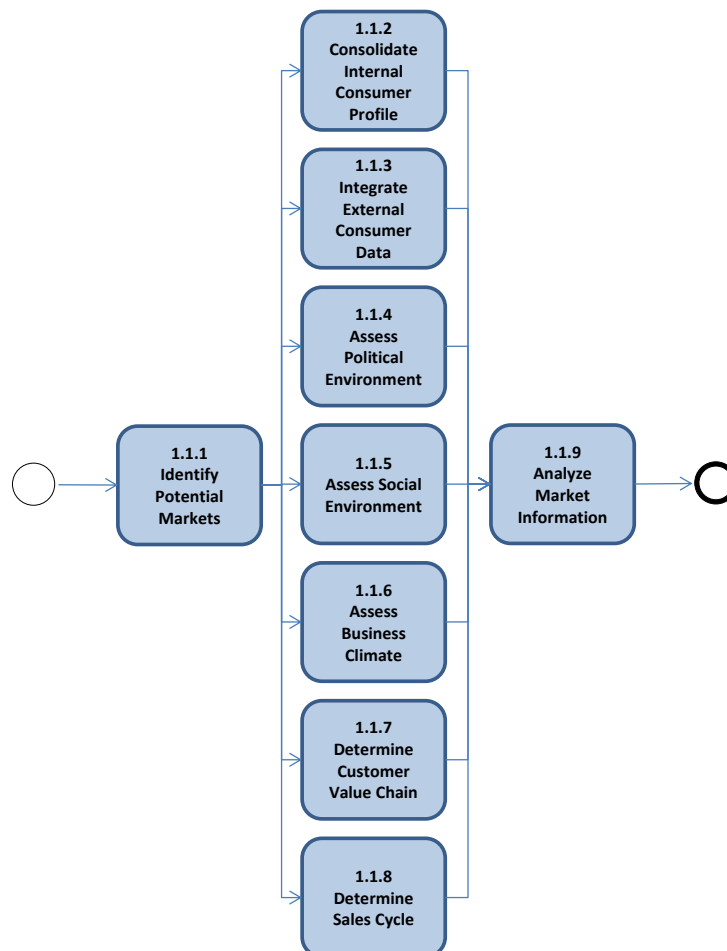 1.1.2
Consolidate
Internal
Consumer
Profile
1.1.3
Integrate
External
Consumer
Data
1.1.4
Assess
Political
Environment
1.1.1
Identify
Potential
Markets
1.1.5
Assess Social
Environment
1.1.9
Analyze
Market
Information
1.1.6
Assess
Business
Climate
1.1.7
Determine
Customer
Value Chain
1.1.8
Determine
Sales Cycle